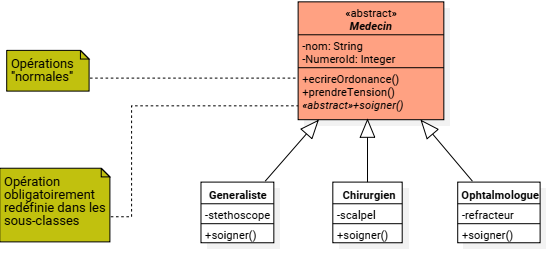 «abstract»
Medecin
-nom: String
-NumeroId: Integer
+ecrireOrdonance()
+prendreTension()
«abstract»+soigner()
Opérations
"normales"
Opération
obligatoirement
redéfinie dans les
sous-classes
Generaliste
-stethoscope
+soigner()
Chirurgien
-scalpel
+soigner()
Ophtalmologue
-refracteur
+soigner()